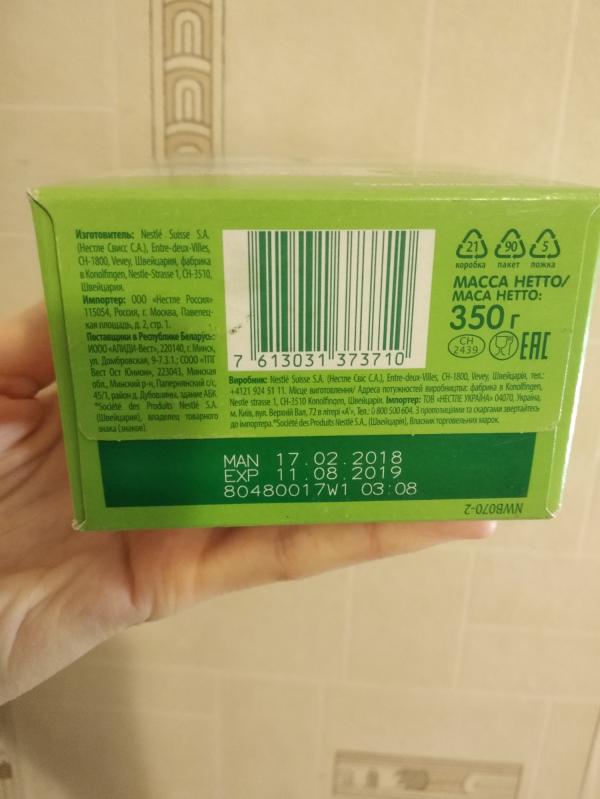 Изготовитель: Nestlé Suisse S.A.
(Нестле Свисс С.А.), Entre-deux-Villes,
CH-1800, Vevey, Швейцария, фабрика
в Konolfingen, Nestle-Strasse 1, CH-3510,
Швейцария.
Импортер: ООО «Нестле Россия»
115054, Россия, г. Москва, Павелец-
кая площадь, д. 2, стр. 1.
Поставщики в Республике Беларусь:
ИООО «АЛИДИ-Вест», 220140, г. Минск,
ул. Домбровская, 9-7.3.1.; СООО «ТПГ
Вест Ост Юнион», 223043, Минская
обл., Минский р-н, Папернянский с/с,
45/1, район д. Дубовляны, здание АБК
*Société des Produits Nestlé S.A.
(Швейцария), владелец товарного
знака (знаков).
7 613031 373710
21 90 5
коробка пакет ложка
МАССА НЕТТО/
МАСА НЕТТО:
350 г
CH
2439
EAC
Виробник: Nestlé Suisse S.A. (Нестле Свіс С.А.), Entre-deux-Villes, CH-1800, Vevey, Швейцарія, тел.:
+4121 924 51 11. Місце виготовлення/ Адреса потужностей виробництва: фабрика в Konolfingen,
Nestle strasse 1, CH-3510 Konolfingen, Швейцарія. Імпортер: ТОВ «НЕСТЛЕ УКРАЇНА» 04070, Україна,
м. Київ, вул. Верхній Вал, 72 в літері «А», Тел.: 0 800 500 604. З пропозиціями та скаргами звертайтесь
до імпортера. *Société des Produits Nestlé S.A., (Швейцарія), Власник торговельних марок.
MAN 17.02.2018
EXP 11.08.2019
80480017W1 03:08
NWB070-2